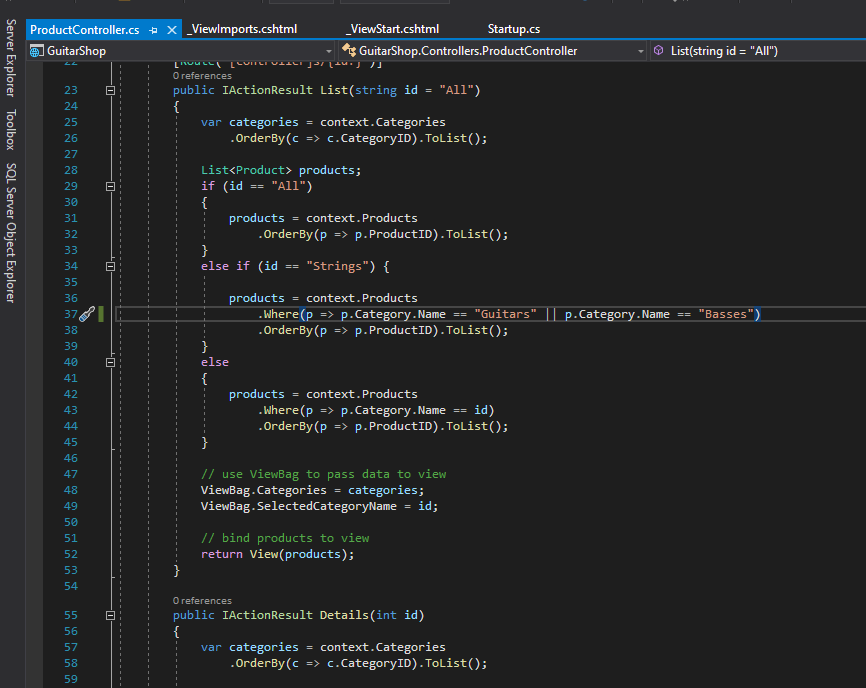 ProductController.cs
_ViewImports.cshtml
_ViewStart.cshtml
Startup.cs
GuitarShop
GuitarShop.Controllers.ProductController
List(string id = "All")
Server Explorer
Toolbox
SQL Server Object Explorer
22
0 references
23 public IActionResult List(string id = "All")
24 {
25 var categories = context.Categories
26 .OrderBy(c => c.CategoryID).ToList();
27
28 List<Product> products;
29 if (id == "All")
30 {
31 products = context.Products
32 .OrderBy(p => p.ProductID).ToList();
33 }
34 else if (id == "Strings") {
35
36 products = context.Products
37 .Where(p => p.Category.Name == "Guitars" || p.Category.Name == "Basses")
38 .OrderBy(p => p.ProductID).ToList();
39 }
40 else
41 {
42 products = context.Products
43 .Where(p => p.Category.Name == id)
44 .OrderBy(p => p.ProductID).ToList();
45 }
46
47 // use ViewBag to pass data to view
48 ViewBag.Categories = categories;
49 ViewBag.SelectedCategoryName = id;
50
51 // bind products to view
52 return View(products);
53 }
54
0 references
55 public IActionResult Details(int id)
56 {
57 var categories = context.Categories
58 .OrderBy(c => c.CategoryID).ToList();
59